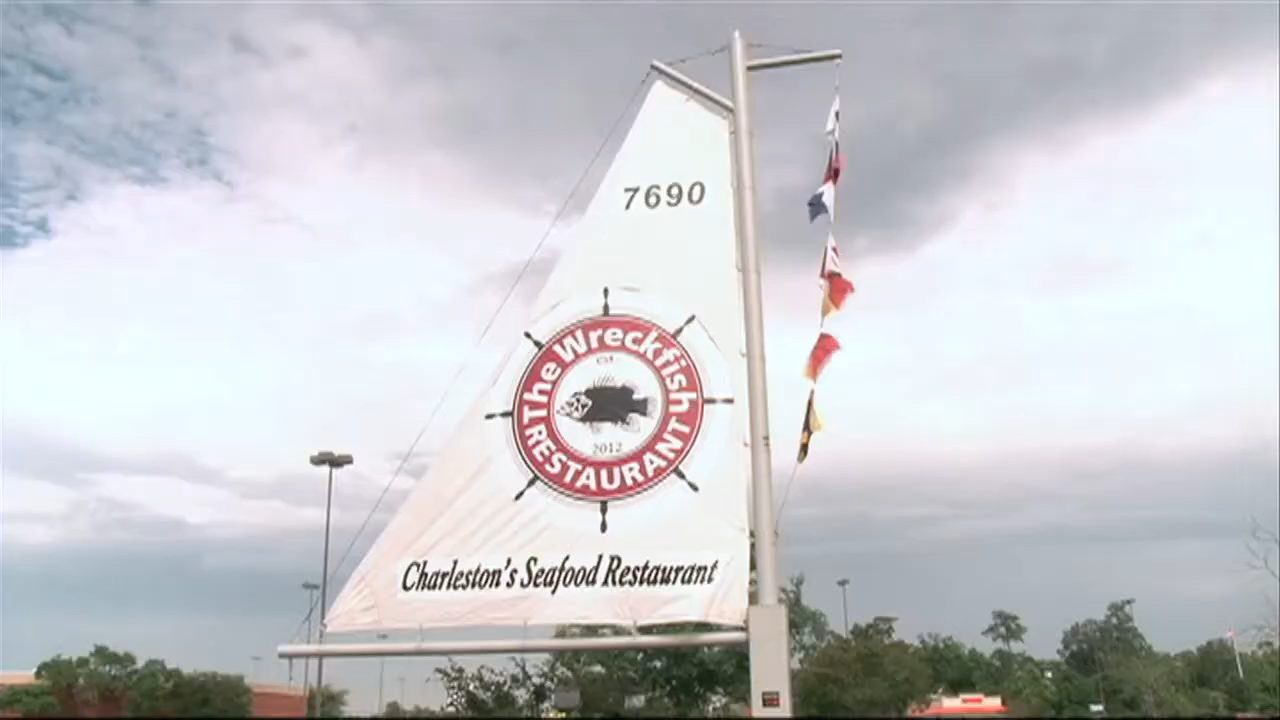 7690
The Wreckfish
Est.
2012
RESTAURANT
Charleston's Seafood Restaurant